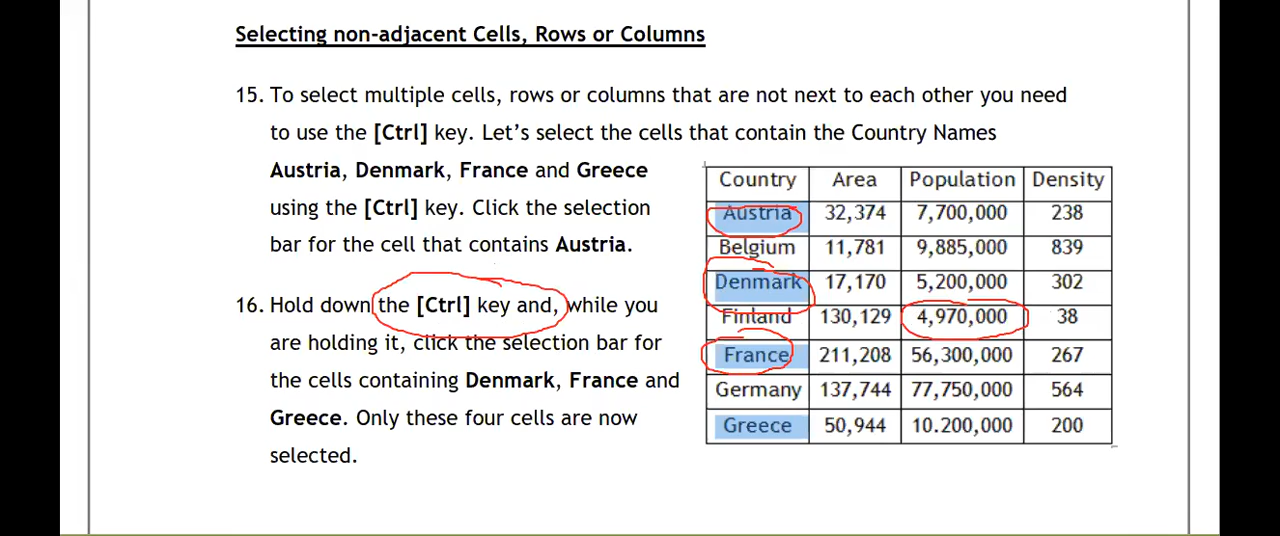 Selecting non-adjacent Cells, Rows or Columns
15. To select multiple cells, rows or columns that are not next to each other you need
to use the [Ctrl] key. Let’s select the cells that contain the Country Names
Austria, Denmark, France and Greece
using the [Ctrl] key. Click the selection
bar for the cell that contains Austria.
16. Hold down the [Ctrl] key and, while you
are holding it, click the selection bar for
the cells containing Denmark, France and
Greece. Only these four cells are now
selected.
Country Area Population Density
Austria 32,374 7,700,000 238
Belgium 11,781 9,885,000 839
Denmark 17,170 5,200,000 302
Finland 130,129 4,970,000 38
France 211,208 56,300,000 267
Germany 137,744 77,750,000 564
Greece 50,944 10.200,000 200